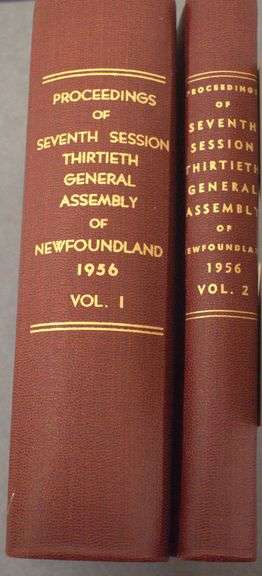 PROCEEDINGS
OF
SEVENTH SESSION
THIRTIETH
GENERAL
ASSEMBLY
OF
NEWFOUNDLAND
1956
VOL. 1
PROCEEDINGS
OF
SEVENTH
SESSION
THIRTIETH
GENERAL
ASSEMBLY
OF
NEWFOUNDLAND
1956
VOL. 2